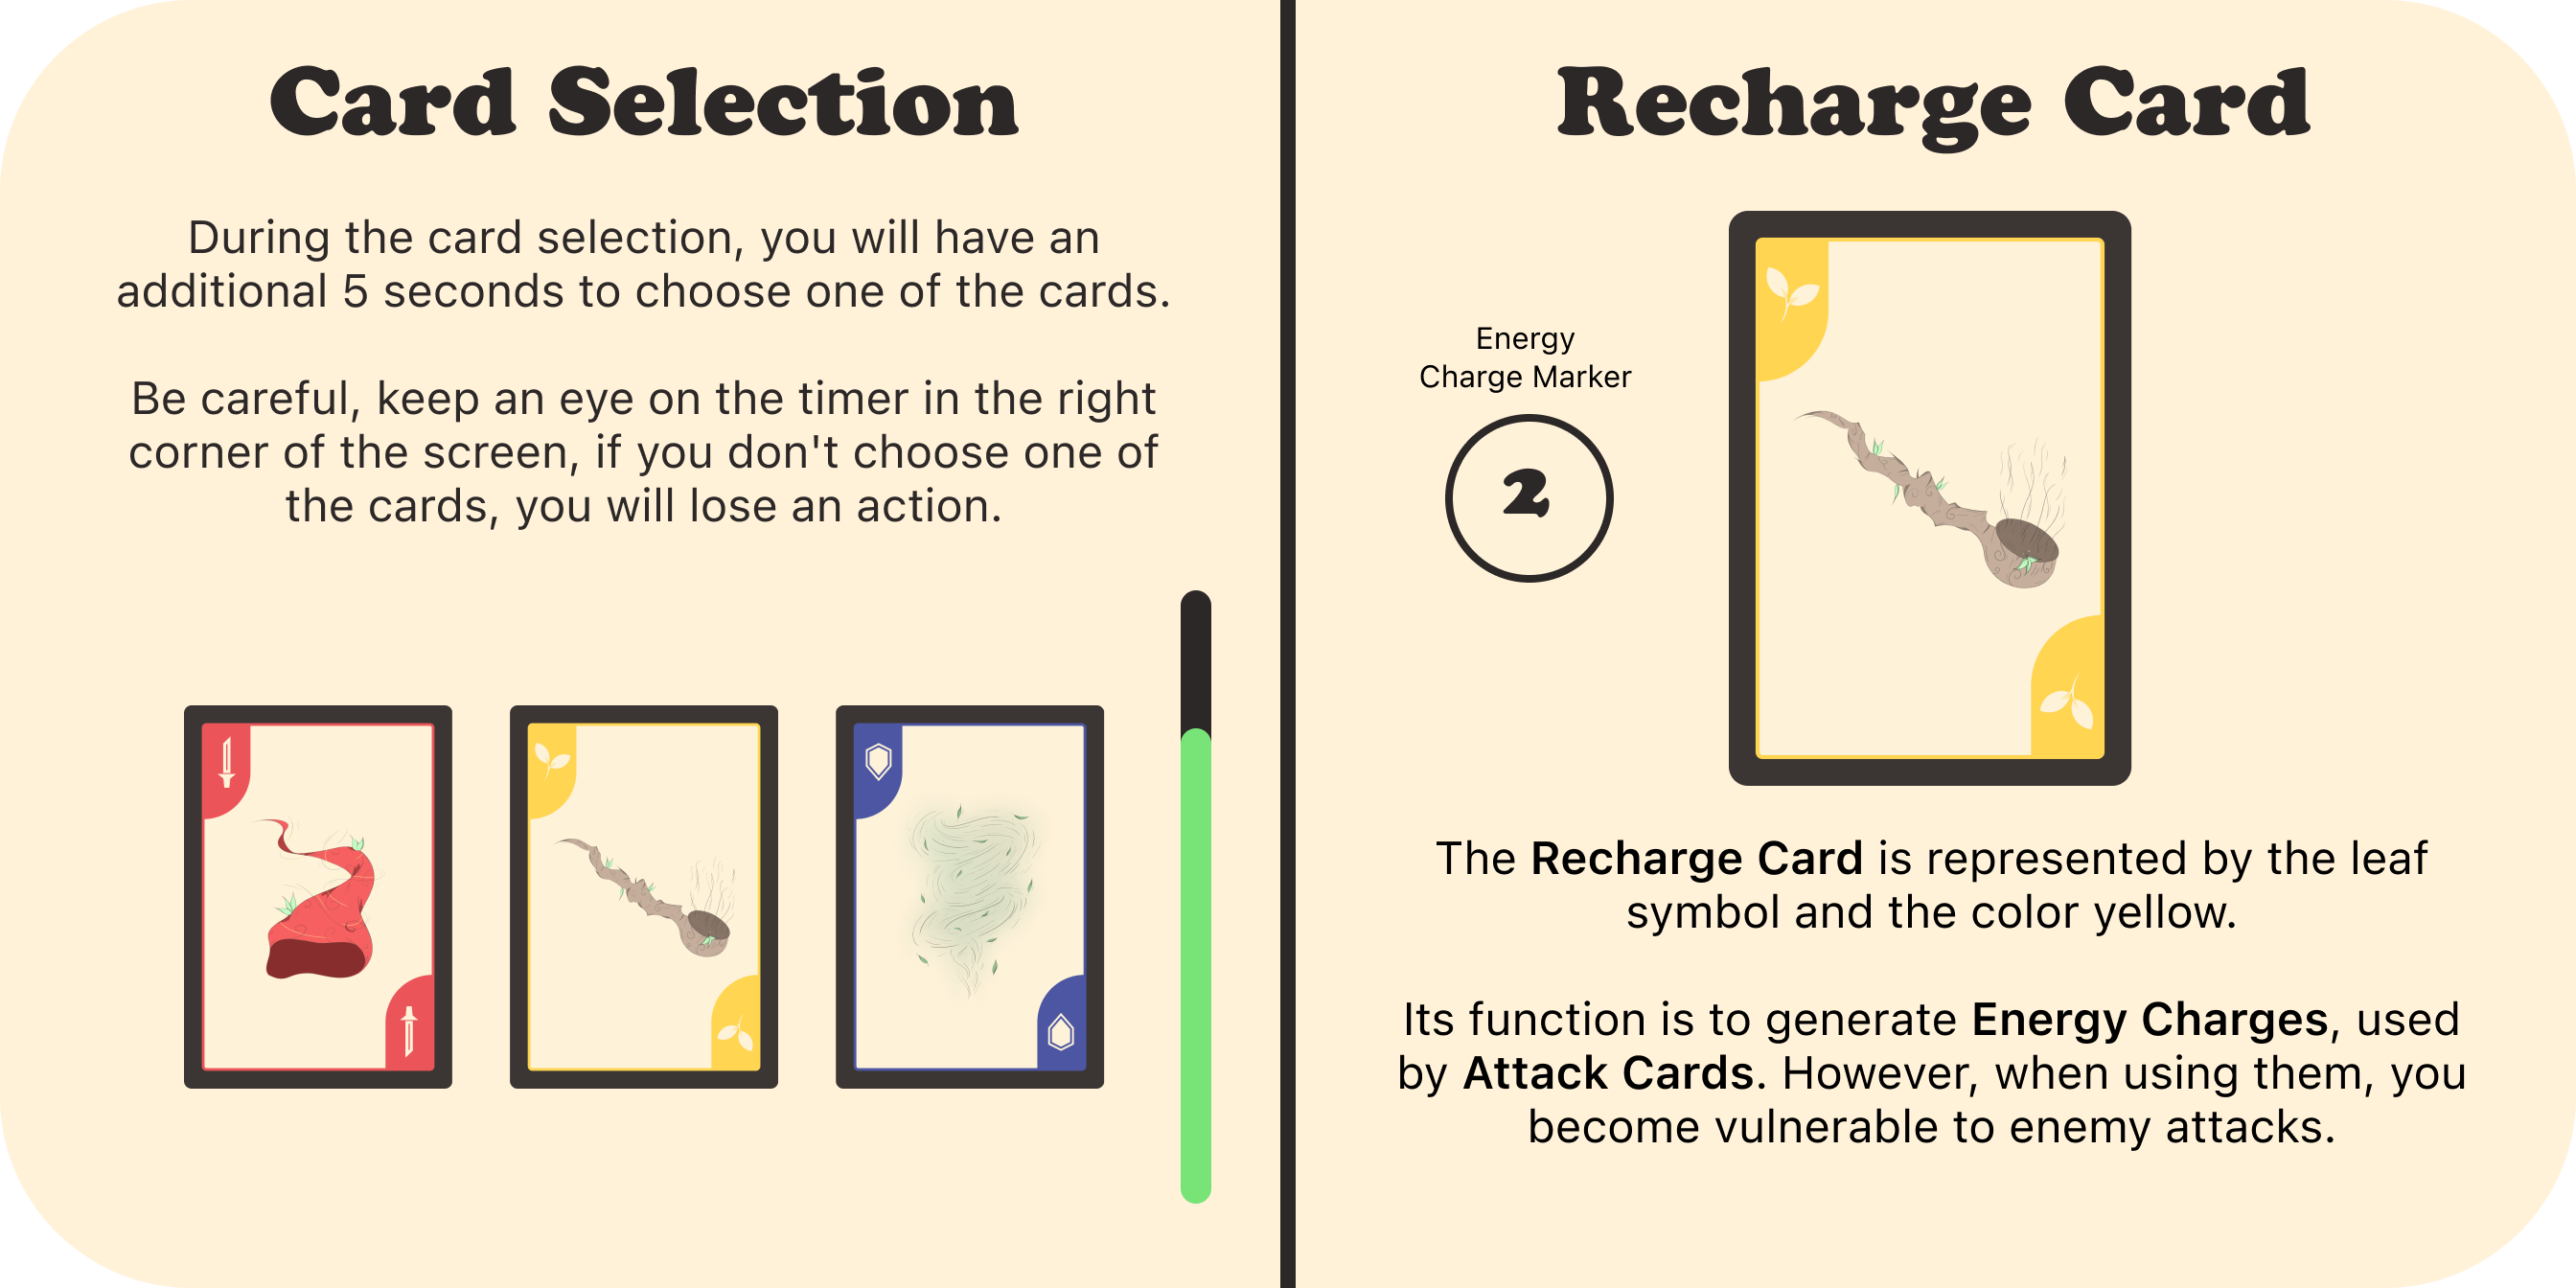 Card Selection
During the card selection, you will have an
additional 5 seconds to choose one of the cards.
Be careful, keep an eye on the timer in the right
corner of the screen, if you don't choose one of
the cards, you will lose an action.
Recharge Card
Energy
Charge Marker
2
The Recharge Card is represented by the leaf
symbol and the color yellow.
Its function is to generate Energy Charges, used
by Attack Cards. However, when using them, you
become vulnerable to enemy attacks.